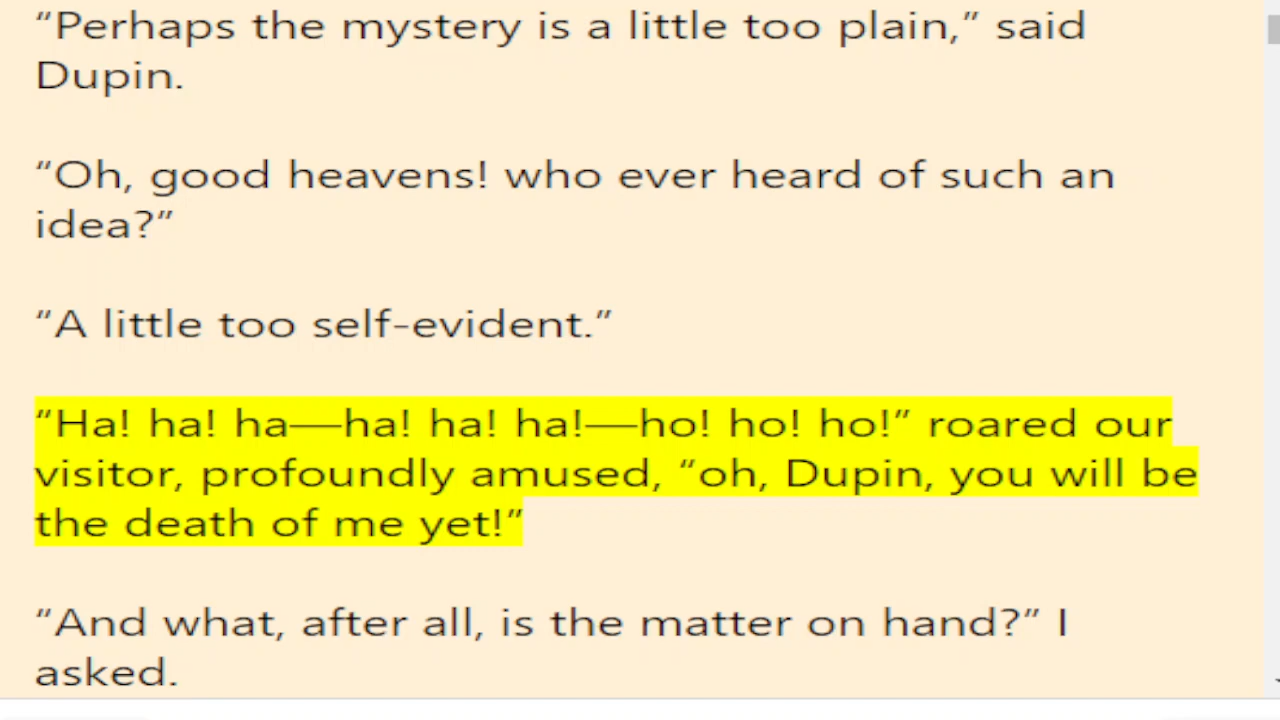 “Perhaps the mystery is a little too plain,” said
Dupin.
“Oh, good heavens! who ever heard of such an
idea?”
“A little too self-evident.”
“Ha! ha! ha—ha! ha! ha!—ho! ho! ho!” roared our
visitor, profoundly amused, “oh, Dupin, you will be
the death of me yet!”
“And what, after all, is the matter on hand?” I
asked.